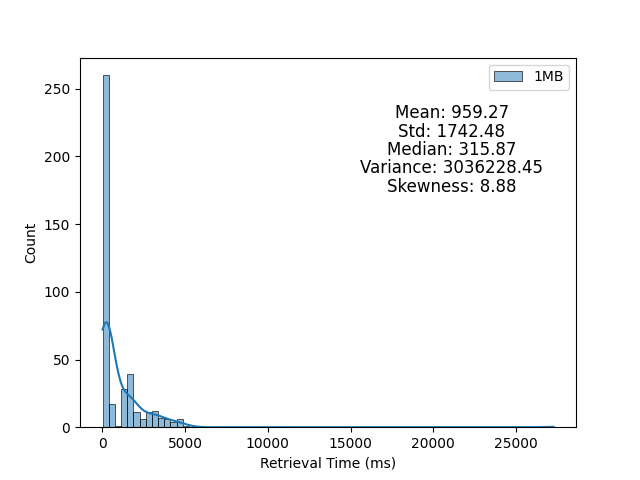 1MB
Mean: 959.27
Std: 1742.48
Median: 315.87
Variance: 3036228.45
Skewness: 8.88
250
200
150
100
50
0
Count
0 5000 10000 15000 20000 25000
Retrieval Time (ms)